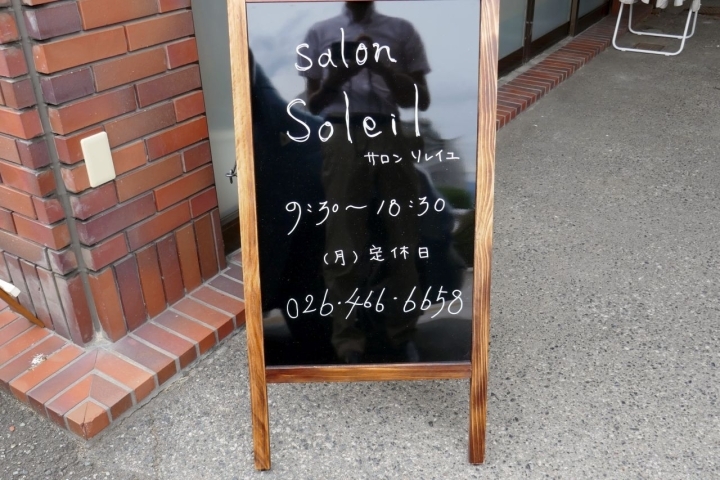 salon
Soleil
サロン ソレイユ
9:30〜18:30
(月)定休日
026・466・6658